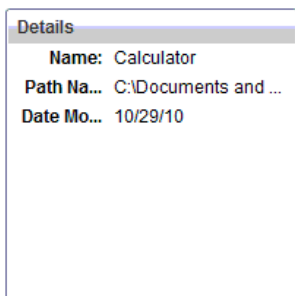 Details
Name: Calculator
Path Na... C:\Documents and ...
Date Mo... 10/29/10